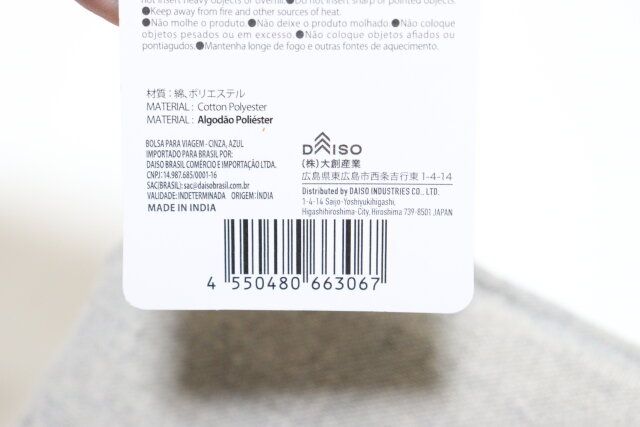 not insert heavy objects or overfill.●Do not insert sharp or pointed objects.
●Keep away from fire and other sources of heat.
●Não molhe o produto.●Não deixe o produto molhado.●Não coloque
objetos pesados ou em excesso.●Não coloque objetos afiados ou
pontiagudos.●Mantenha longe de fogo e outras fontes de aquecimento.
材質：綿、ポリエステル
MATERIAL : Cotton Polyester
MATERIAL : Algodão Poliéster
BOLSA PARA VIAGEM - CINZA, AZUL
IMPORTADO PARA BRASIL POR:
DAISO BRASIL COMÉRCIO E IMPORTAÇÃO LTDA.
CNPJ: 14.987.685/0001-16
SAC(BRASIL): sac@daisobrasil.com.br
VALIDADE: INDETERMINADA ORIGEM: ÍNDIA
MADE IN INDIA
DAISO
(株)大創産業
広島県東広島市西条吉行東 1-4-14
Distributed by DAISO INDUSTRIES CO., LTD.
1-4-14 Saijo-Yoshiyukihigashi,
Higashihiroshima-City, Hiroshima 739-8501 JAPAN
4 550480 663067